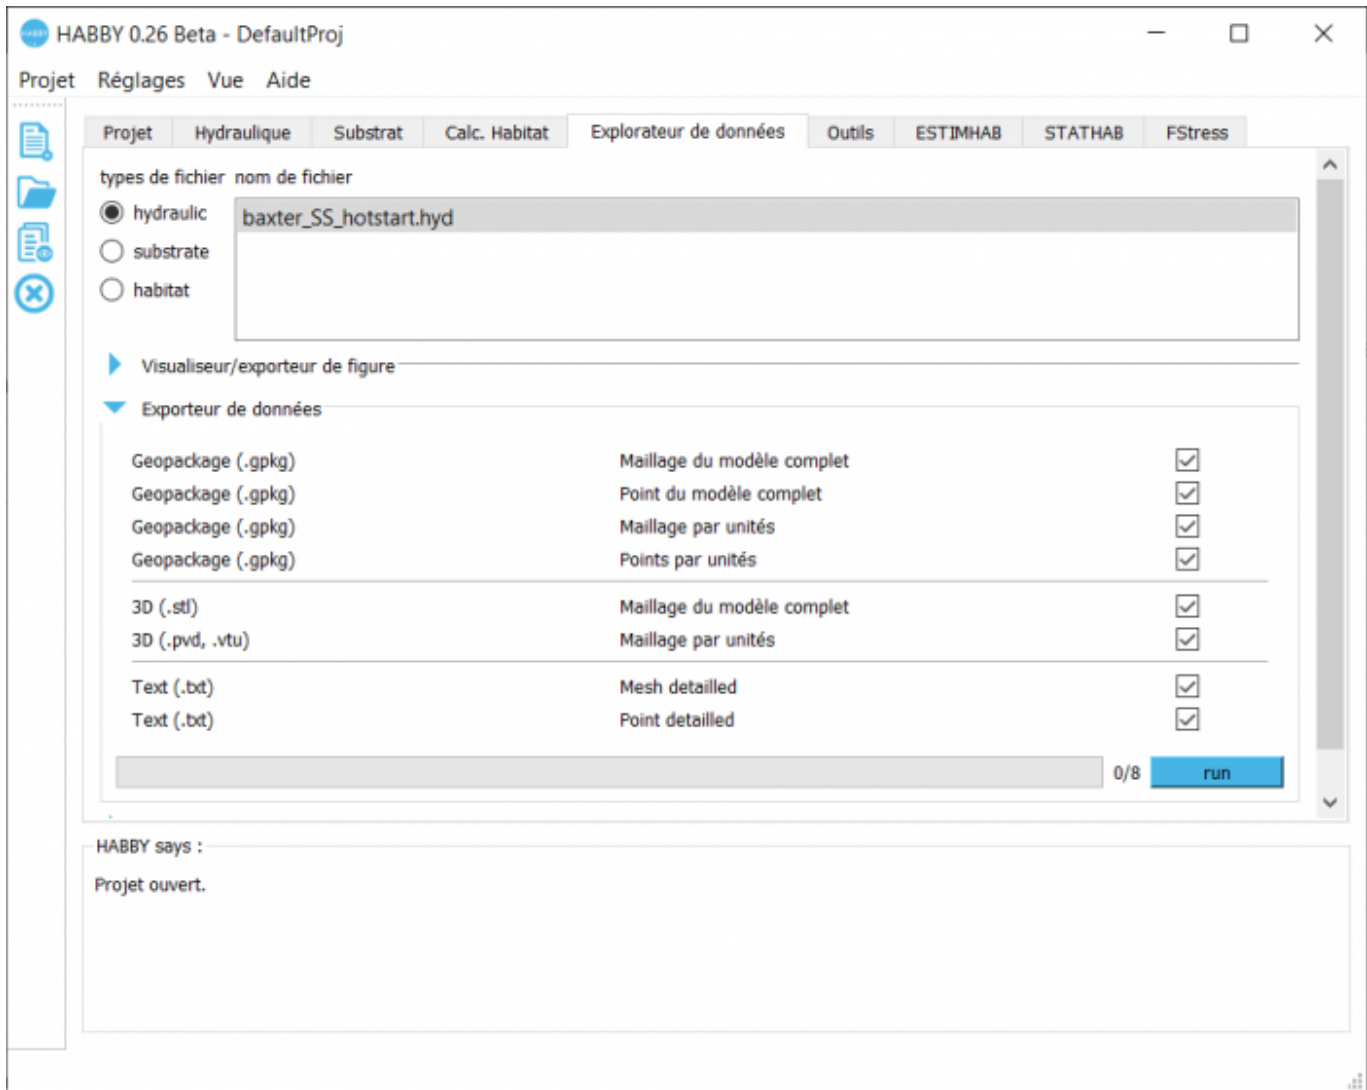 HABBY 0.26 Beta - DefaultProj
Projet Réglages Vue Aide
Projet Hydraulique Substrat Calc. Habitat Explorateur de données Outils ESTIMHAB STATHAB FStress
types de fichier nom de fichier
hydraulic baxter_SS_hotstart.hyd
substrate
habitat
Visualiseur/exporteur de figure
Exporteur de données
Geopackage (.gpkg) Maillage du modèle complet
Geopackage (.gpkg) Point du modèle complet
Geopackage (.gpkg) Maillage par unités
Geopackage (.gpkg) Points par unités
3D (.stl) Maillage du modèle complet
3D (.pvd, .vtu) Maillage par unités
Text (.txt) Mesh detailled
Text (.txt) Point detailled
0/8 run
HABBY says :
Projet ouvert.